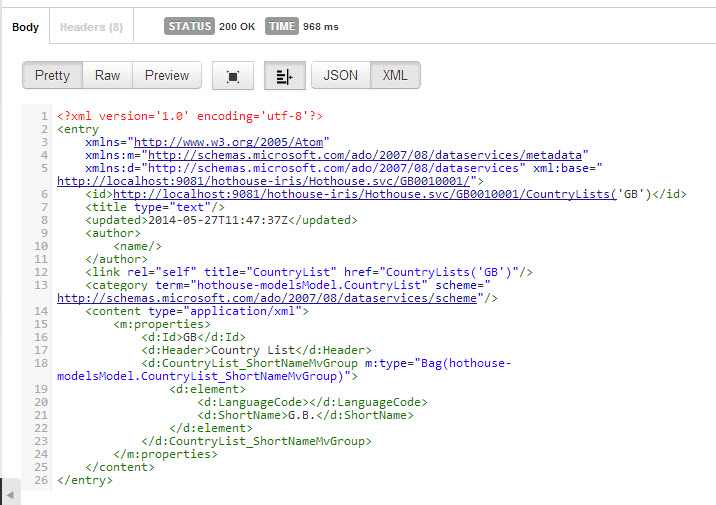 Body Headers (8) STATUS 200 OK TIME 968 ms
Pretty Raw Preview JSON XML
1 <?xml version='1.0' encoding='utf-8'?>
2 <entry
3 xmlns="http://www.w3.org/2005/Atom"
4 xmlns:m="http://schemas.microsoft.com/ado/2007/08/dataservices/metadata"
5 xmlns:d="http://schemas.microsoft.com/ado/2007/08/dataservices" xml:base="
http://localhost:9081/hothouse-iris/Hothouse.svc/GB0010001/">
6 <id>http://localhost:9081/hothouse-iris/Hothouse.svc/GB0010001/CountryLists('GB')</id>
7 <title type="text"/>
8 <updated>2014-05-27T11:47:37Z</updated>
9 <author>
10 <name/>
11 </author>
12 <link rel="self" title="CountryList" href="CountryLists('GB')"/>
13 <category term="hothouse-modelsModel.CountryList" scheme="
http://schemas.microsoft.com/ado/2007/08/dataservices/scheme"/>
14 <content type="application/xml">
15 <m:properties>
16 <d:Id>GB</d:Id>
17 <d:Header>Country List</d:Header>
18 <d:CountryList_ShortNameMvGroup m:type="Bag(hothouse-
modelsModel.CountryList_ShortNameMvGroup)">
19 <d:element>
20 <d:LanguageCode></d:LanguageCode>
21 <d:ShortName>G.B.</d:ShortName>
22 </d:element>
23 </d:CountryList_ShortNameMvGroup>
24 </m:properties>
25 </content>
26 </entry>